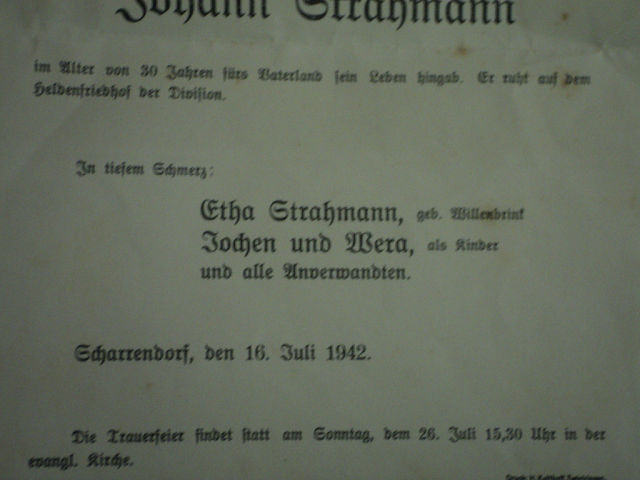 Johann Strahmann
im Alter von 30 Jahren fürs Vaterland sein Leben hingab. Er ruht auf dem
Heldenfriedhof der Division.
In tiefem Schmerz:
Etha Strahmann, geb. Willenbrink
Jochen und Wera, als Kinder
und alle Anverwandten.
Scharrendorf, den 16. Juli 1942.
Die Trauerfeier findet statt am Sonntag, dem 26. Juli 15,30 Uhr in der
evangl. Kirche.